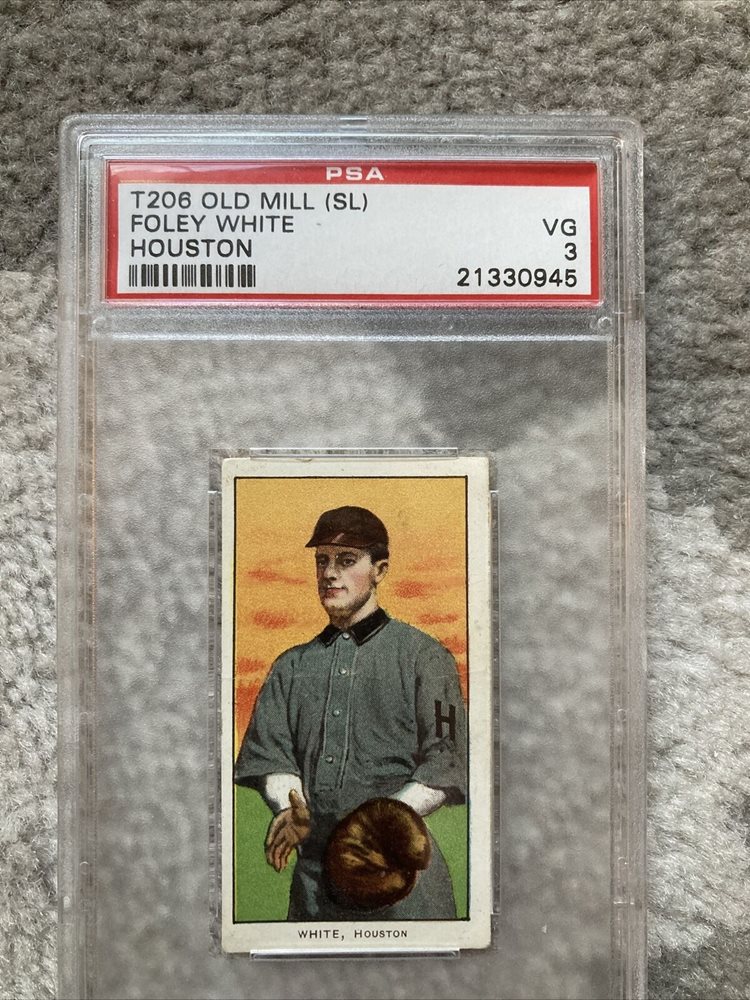 PSA
T206 OLD MILL (SL)
FOLEY WHITE
HOUSTON
VG
3
21330945
H
WHITE, HOUSTON